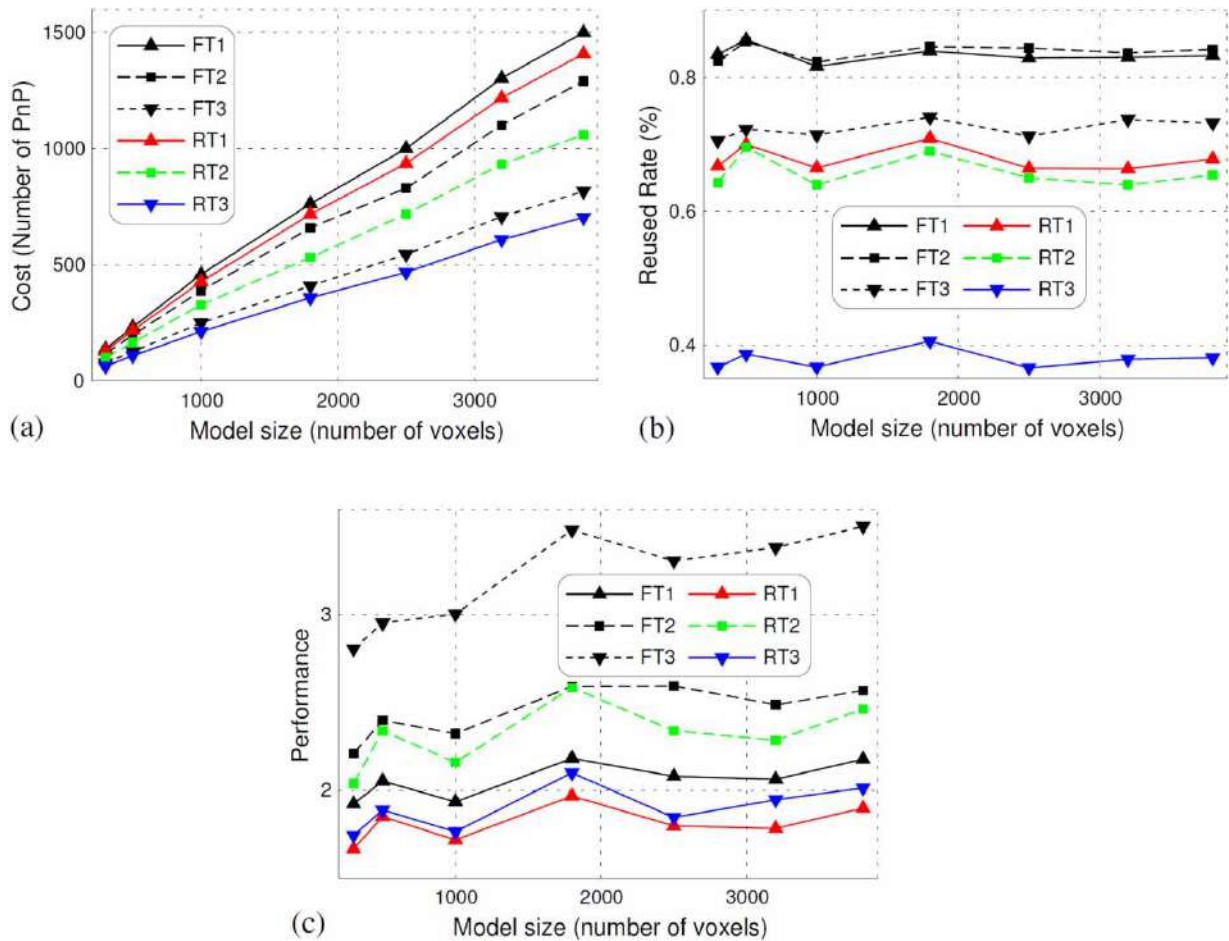 1500
1000
500
0
Cost (Number of PnP)
FT1
FT2
FT3
RT1
RT2
RT3
1000 2000 3000
Model size (number of voxels)
(a)
0.8
0.6
0.4
Reused Rate (%)
FT1 RT1
FT2 RT2
FT3 RT3
1000 2000 3000
Model size (number of voxels)
(b)
3
2
Performance
FT1 RT1
FT2 RT2
FT3 RT3
1000 2000 3000
Model size (number of voxels)
(c)